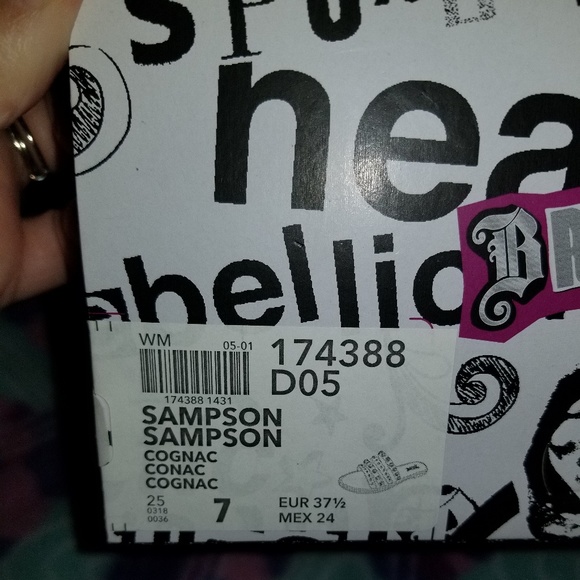 hea
bellio
B
WM
05-01
174388 1431
174388
D05
SAMPSON
SAMPSON
COGNAC
CONAC
COGNAC
25
0318
0036
7
EUR 37½
MEX 24